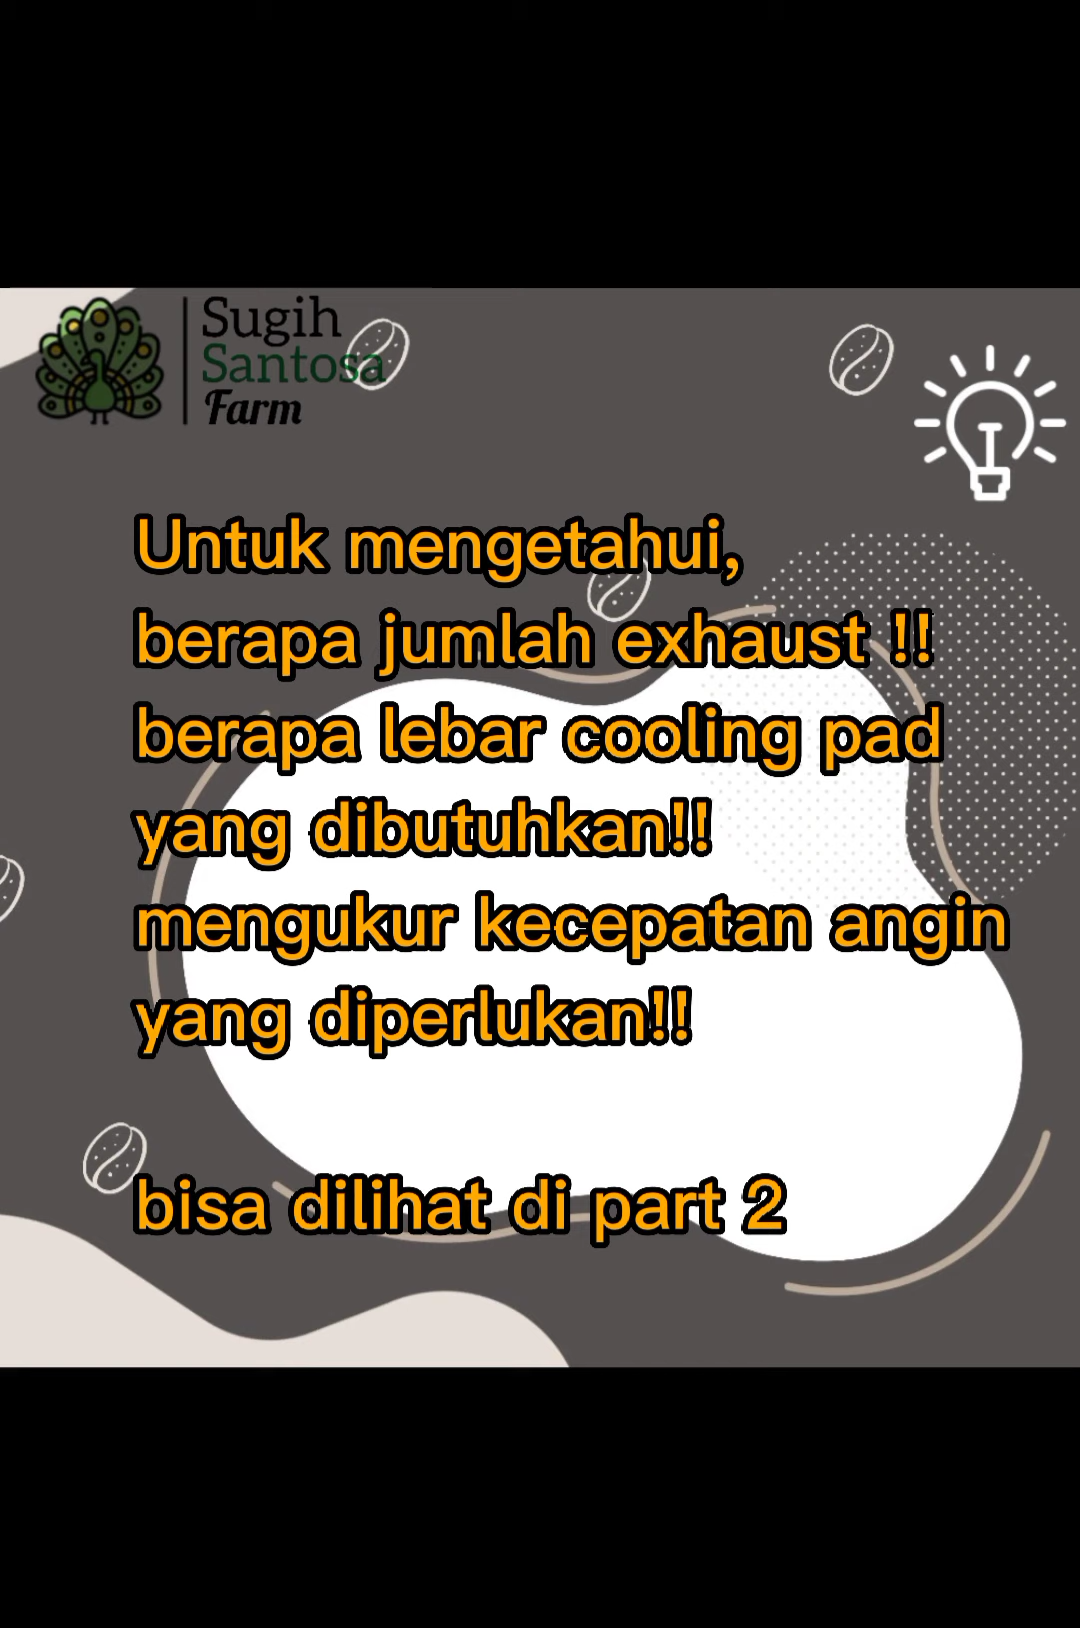 Sugih
Santosa
Farm
Untuk mengetahui,
berapa jumlah exhaust !!
berapa lebar cooling pad
yang dibutuhkan!!
mengukur kecepatan angin
yang diperlukan!!
bisa dilihat di part 2